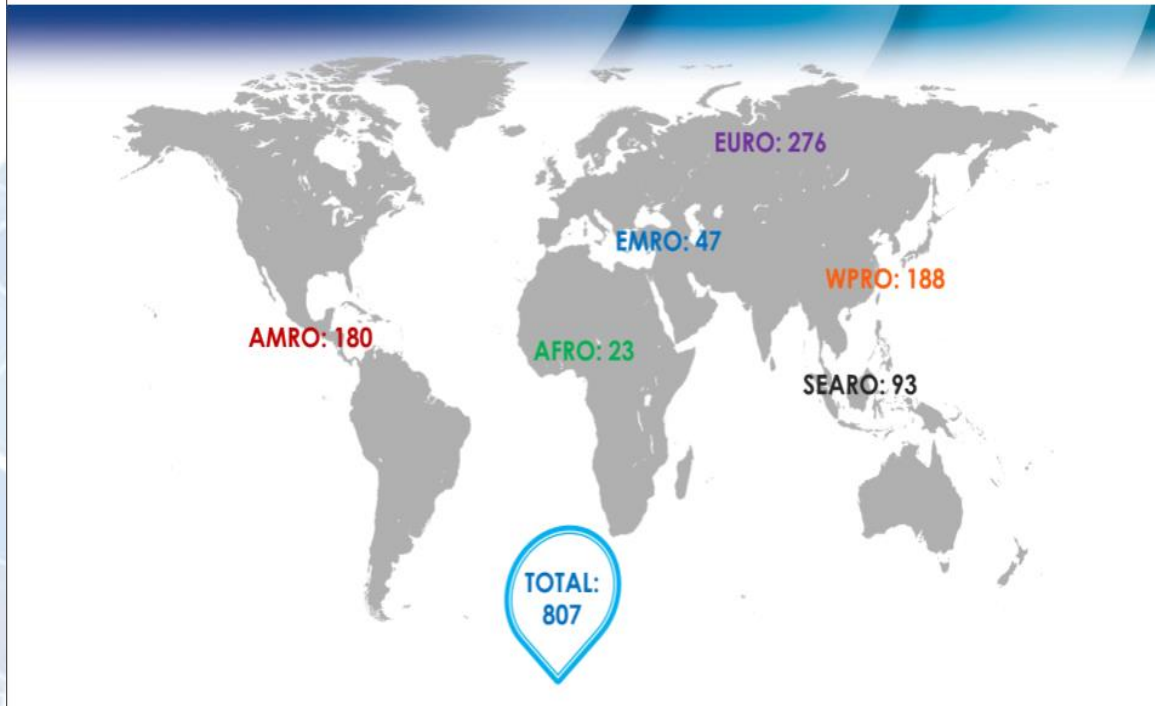 EURO: 276
EMRO: 47
WPRO: 188
AMRO: 180
AFRO: 23
SEARO: 93
TOTAL:
807